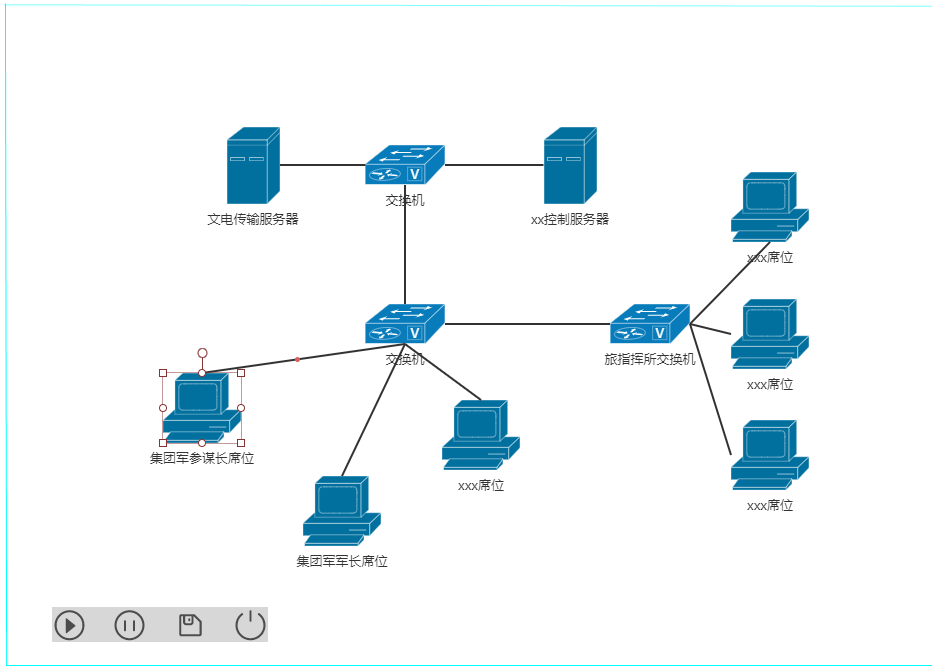 文电传输服务器
V
交换机
xx控制服务器
xxx席位
V
交换机
V
旅指挥所交换机
xxx席位
集团军参谋长席位
xxx席位
xxx席位
集团军军长席位